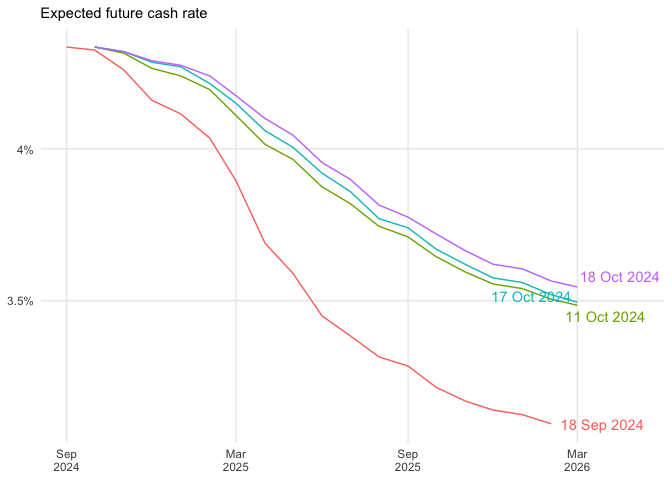 Expected future cash rate
4%
3.5%
18 Oct 2024
17 Oct 2024
11 Oct 2024
18 Sep 2024
Sep
2024
Mar
2025
Sep
2025
Mar
2026